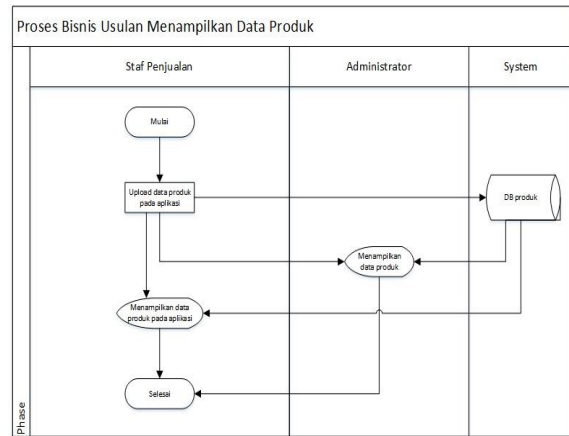 Proses Bisnis Usulan Menampilkan Data Produk
Staf Penjualan
Administrator
System
Mulai
Upload data produk
pada aplikasi
DB produk
Menampilkan
data produk
Menampilkan data
produk pada aplikasi
Selesai
Phase